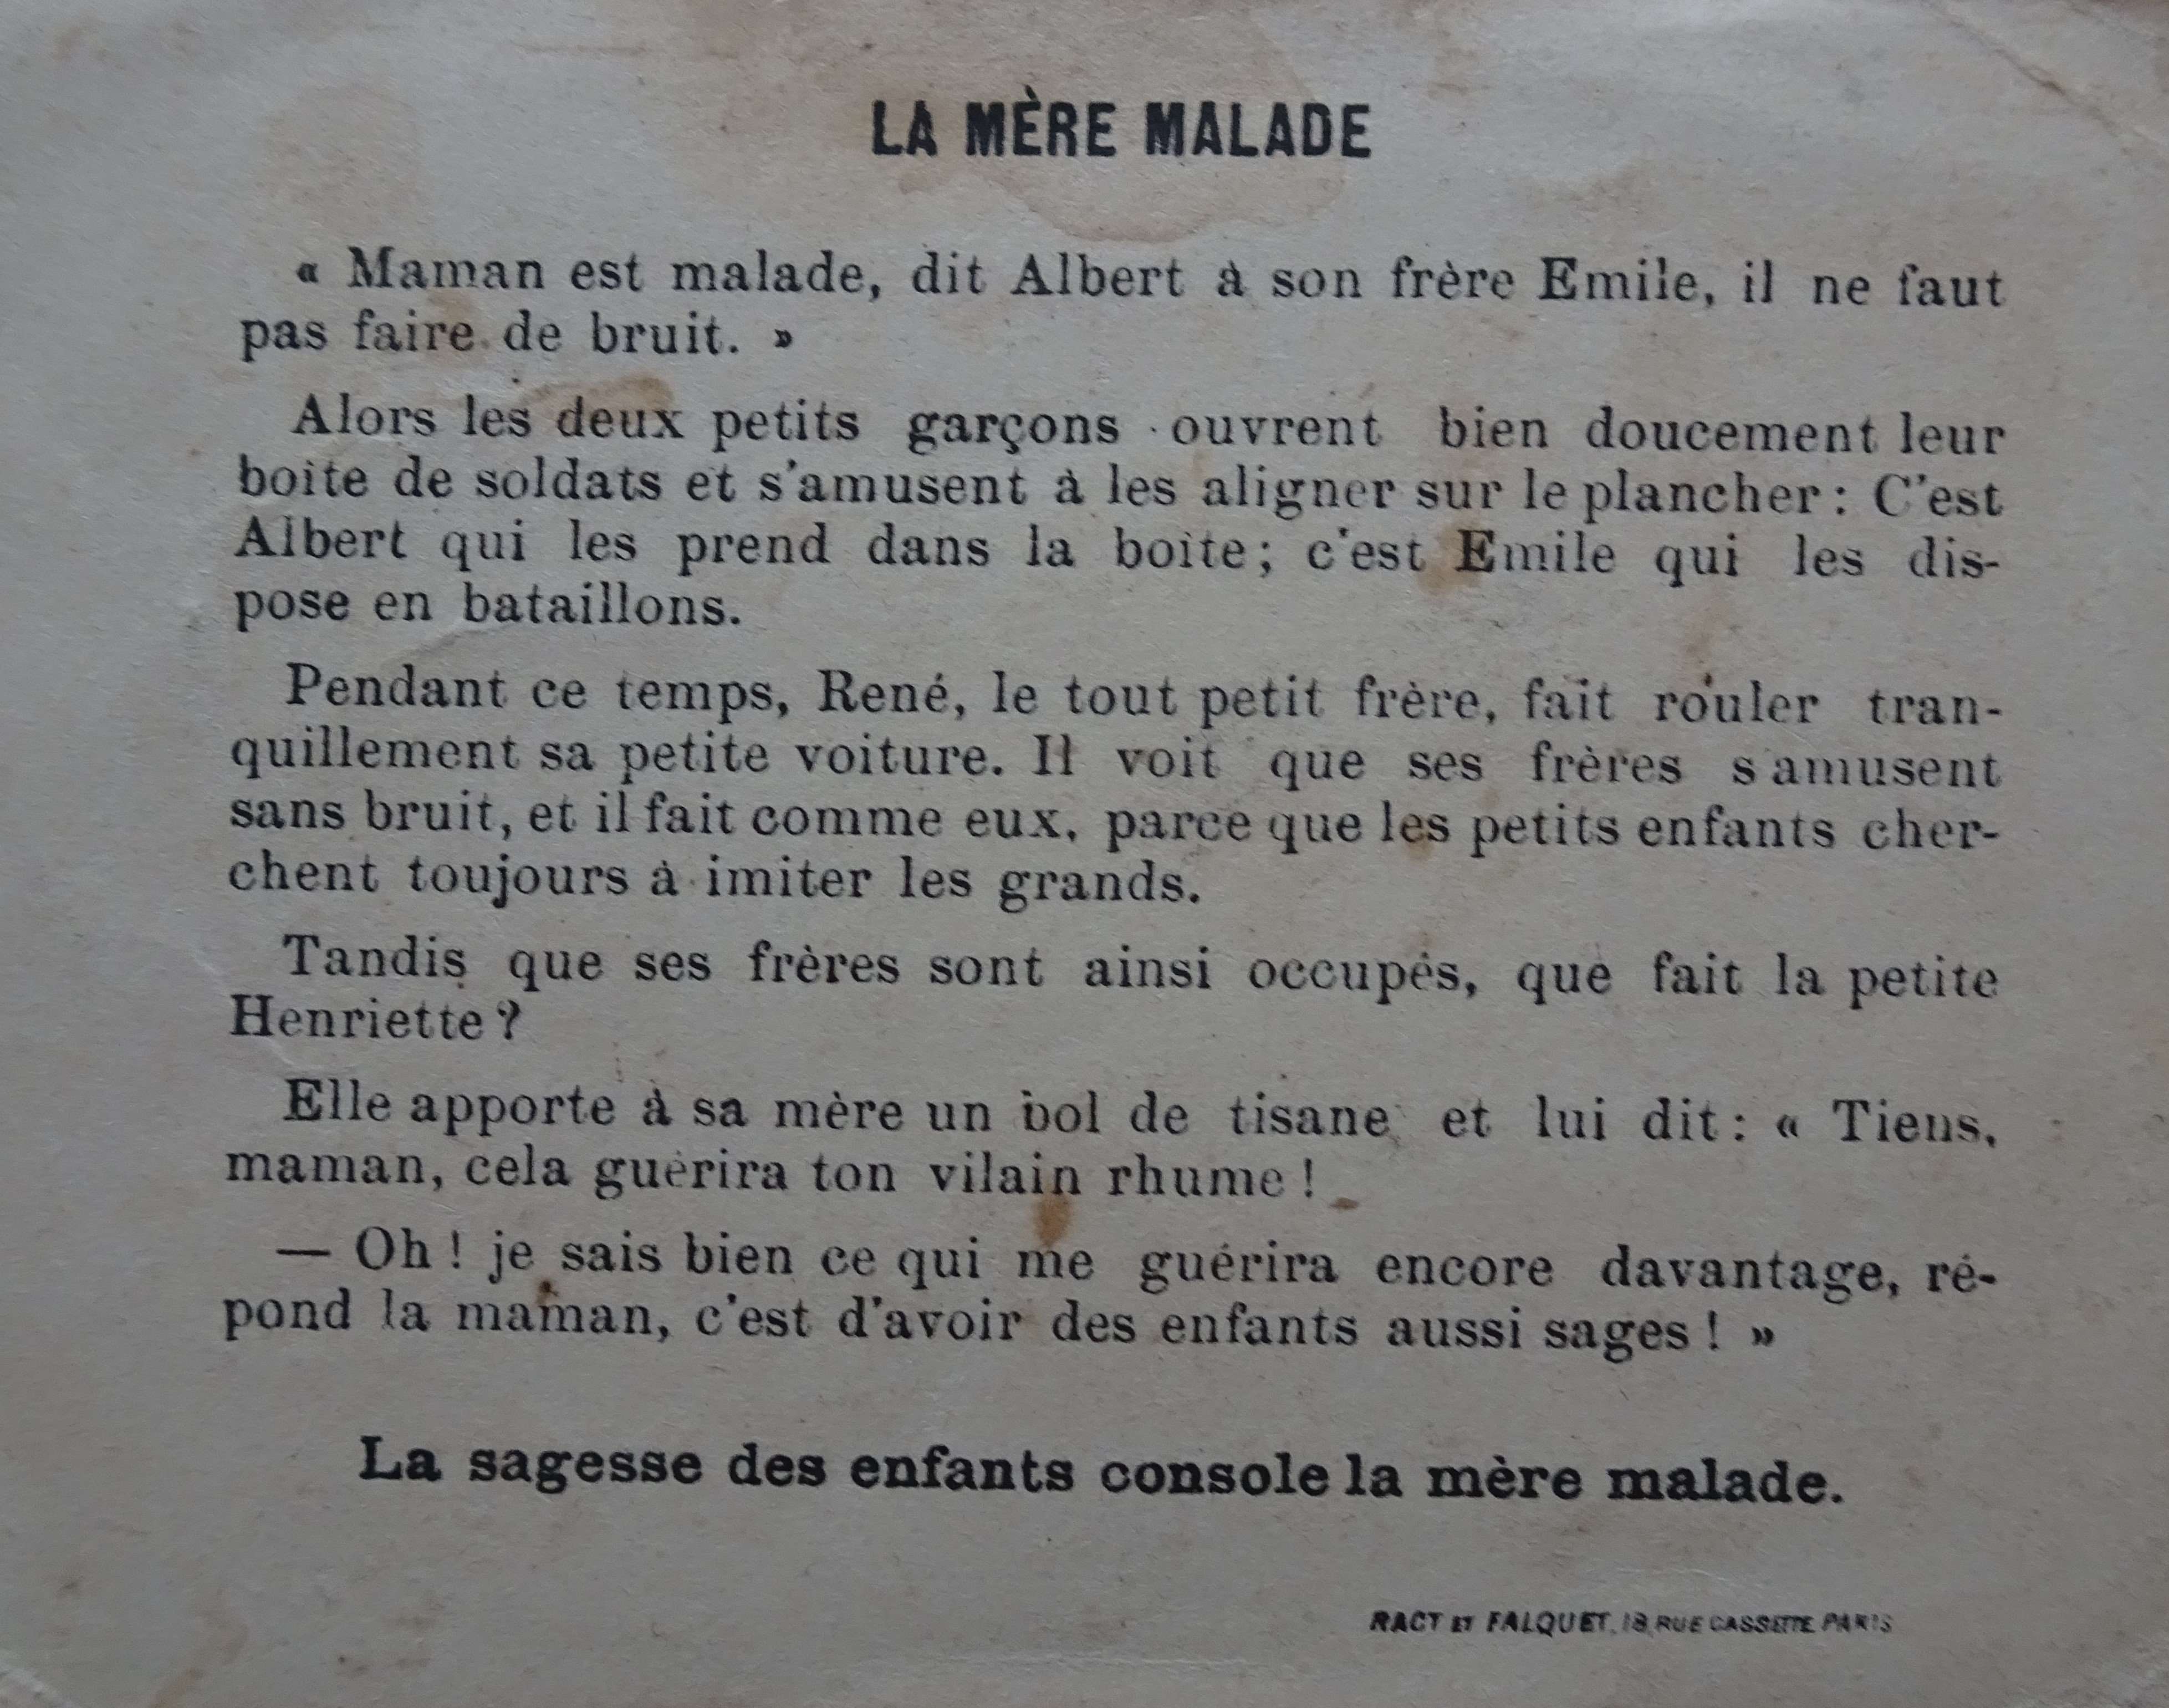 LA MÈRE MALADE
« Maman est malade, dit Albert à son frère Emile, il ne faut
pas faire de bruit. »
Alors les deux petits garçons ouvrent bien doucement leur
boîte de soldats et s'amusent à les aligner sur le plancher : C'est
Albert qui les prend dans la boîte ; c'est Emile qui les dis-
pose en bataillons.
Pendant ce temps, René, le tout petit frère, fait rouler tran-
quillement sa petite voiture. Il voit que ses frères s'amusent
sans bruit, et il fait comme eux, parce que les petits enfants cher-
chent toujours à imiter les grands.
Tandis que ses frères sont ainsi occupés, que fait la petite
Henriette ?
Elle apporte à sa mère un bol de tisane et lui dit : « Tiens,
maman, cela guérira ton vilain rhume !
— Oh ! je sais bien ce qui me guérira encore davantage, ré-
pond la maman, c'est d'avoir des enfants aussi sages ! »
La sagesse des enfants console la mère malade.
RACT ET FALQUET, 18, RUE CASSETTE PARIS